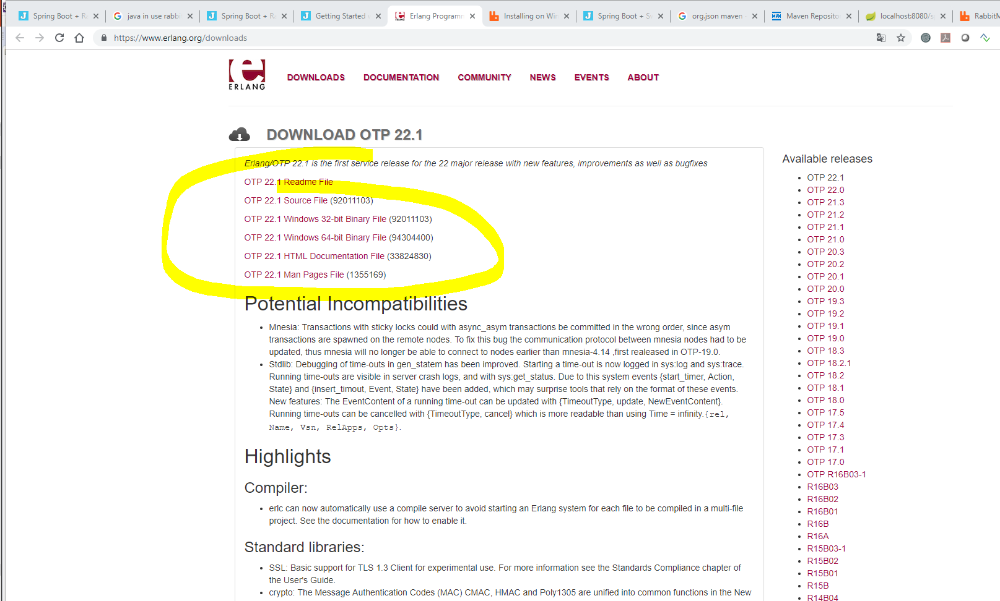 Spring Boot + R
java in use rabbi
Spring Boot + R
Getting Started
Erlang Program
Installing on Win
Spring Boot + S
org.json maven
Maven Reposito
localhost:8080/s
RabbitM
https://www.erlang.org/downloads
ERLANG
DOWNLOADS DOCUMENTATION COMMUNITY NEWS EVENTS ABOUT
DOWNLOAD OTP 22.1
Erlang/OTP 22.1 is the first service release for the 22 major release with new features, improvements as well as bugfixes
OTP 22.1 Readme File
OTP 22.1 Source File (92011103)
OTP 22.1 Windows 32-bit Binary File (92011103)
OTP 22.1 Windows 64-bit Binary File (94304400)
OTP 22.1 HTML Documentation File (33824830)
OTP 22.1 Man Pages File (1355169)
Potential Incompatibilities
Mnesia: Transactions with sticky locks could with async_asym transactions be committed in the wrong order, since asym
transactions are spawned on the remote nodes. To fix this bug the communication protocol between mnesia nodes had to be
updated, thus mnesia will no longer be able to connect to nodes earlier than mnesia-4.14 ,first realeased in OTP-19.0.
Stdlib: Debugging of time-outs in gen_statem has been improved. Starting a time-out is now logged in sys:log and sys:trace.
Running time-outs are visible in server crash logs, and with sys:get_status. Due to this system events {start_timer, Action,
State} and {insert_timout, Event, State} have been added, which may surprise tools that rely on the format of these events.
New features: The EventContent of a running time-out can be updated with {TimeoutType, update, NewEventContent}.
Running time-outs can be cancelled with {TimeoutType, cancel} which is more readable than using Time = infinity.{rel,
Name, Vsn, RelApps, Opts}.
Highlights
Compiler:
erlc can now automatically use a compile server to avoid starting an Erlang system for each file to be compiled in a multi-file
project. See the documentation for how to enable it.
Standard libraries:
SSL: Basic support for TLS 1.3 Client for experimental use. For more information see the Standards Compliance chapter of
the User's Guide.
crypto: The Message Authentication Codes (MAC) CMAC, HMAC and Poly1305 are unified into common functions in the New
Available releases
OTP 22.1
OTP 22.0
OTP 21.3
OTP 21.2
OTP 21.1
OTP 21.0
OTP 20.3
OTP 20.2
OTP 20.1
OTP 20.0
OTP 19.3
OTP 19.2
OTP 19.1
OTP 19.0
OTP 18.3
OTP 18.2.1
OTP 18.2
OTP 18.1
OTP 18.0
OTP 17.5
OTP 17.4
OTP 17.3
OTP 17.1
OTP 17.0
OTP R16B03-1
R16B03
R16B02
R16B01
R16B
R16A
R15B03-1
R15B02
R15B01
R15B
R14B04